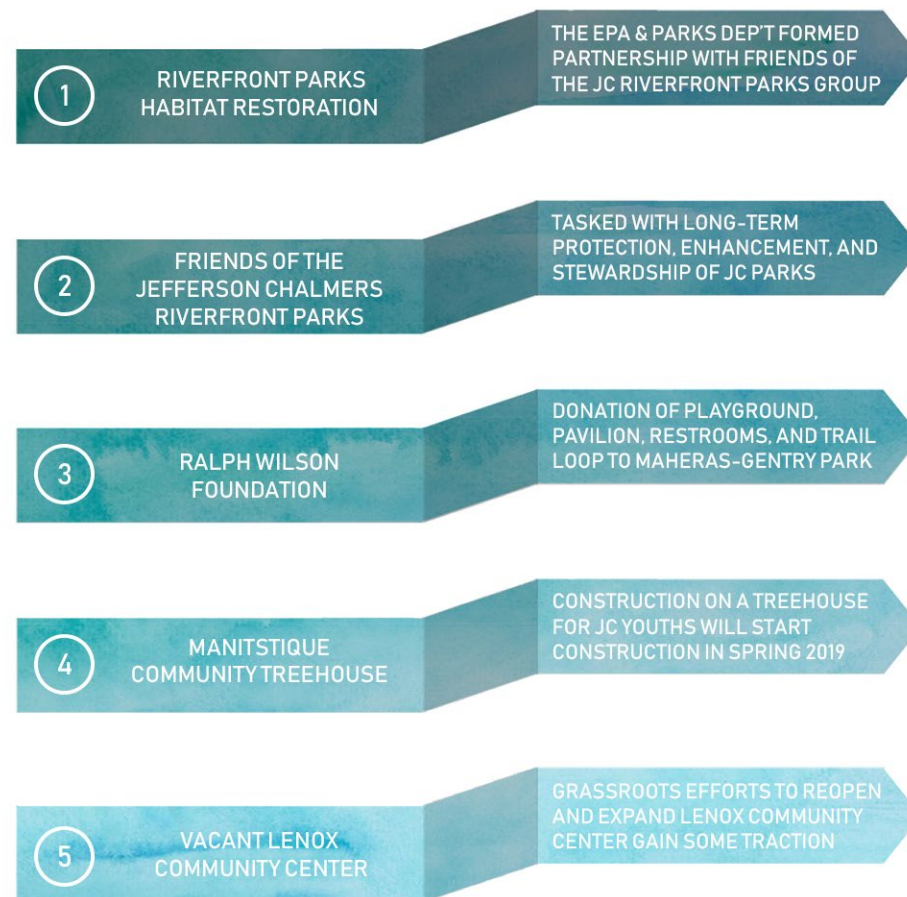 1
RIVERFRONT PARKS
HABITAT RESTORATION
THE EPA & PARKS DEP'T FORMED
PARTNERSHIP WITH FRIENDS OF
THE JC RIVERFRONT PARKS GROUP
2
FRIENDS OF THE
JEFFERSON CHALMERS
RIVERFRONT PARKS
TASKED WITH LONG-TERM
PROTECTION, ENHANCEMENT, AND
STEWARDSHIP OF JC PARKS
3
RALPH WILSON
FOUNDATION
DONATION OF PLAYGROUND,
PAVILION, RESTROOMS, AND TRAIL
LOOP TO MAHERAS-GENTRY PARK
4
MANITSTIQUE
COMMUNITY TREEHOUSE
CONSTRUCTION ON A TREEHOUSE
FOR JC YOUTHS WILL START
CONSTRUCTION IN SPRING 2019
5
VACANT LENOX
COMMUNITY CENTER
GRASSROOTS EFFORTS TO REOPEN
AND EXPAND LENOX COMMUNITY
CENTER GAIN SOME TRACTION